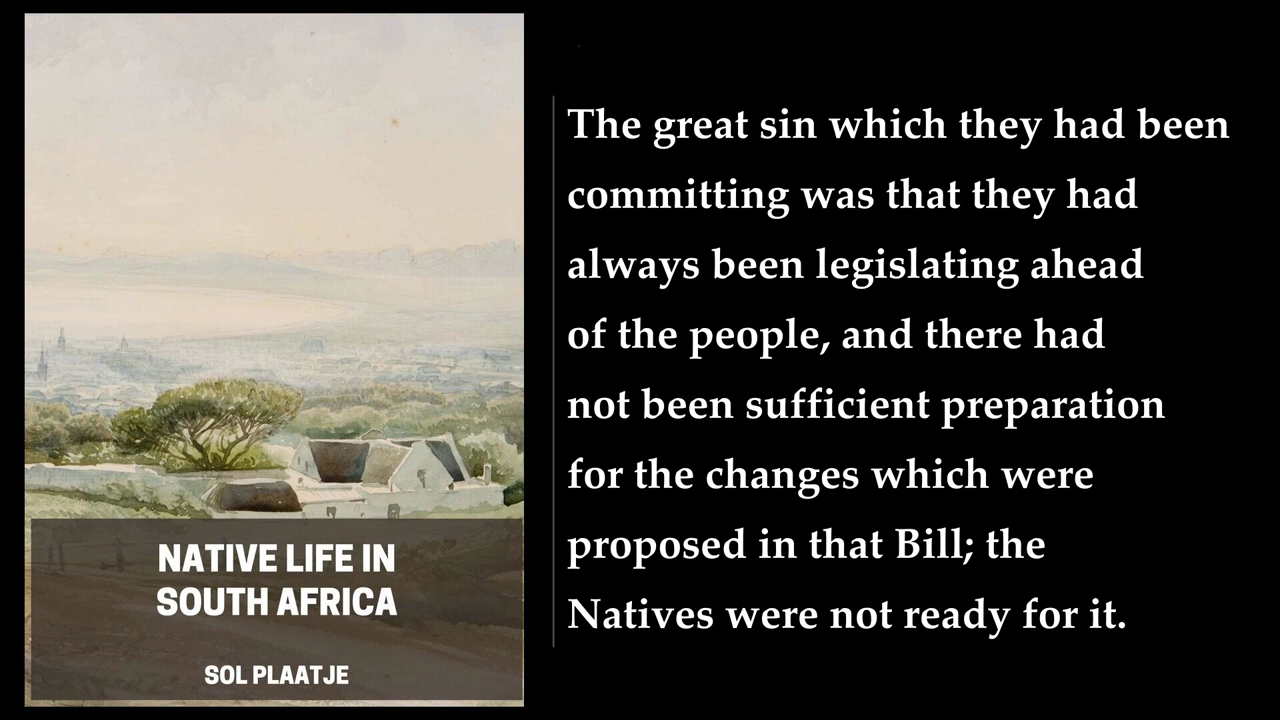 NATIVE LIFE IN
SOUTH AFRICA
SOL PLAATJE
The great sin which they had been
committing was that they had
always been legislating ahead
of the people, and there had
not been sufficient preparation
for the changes which were
proposed in that Bill; the
Natives were not ready for it.